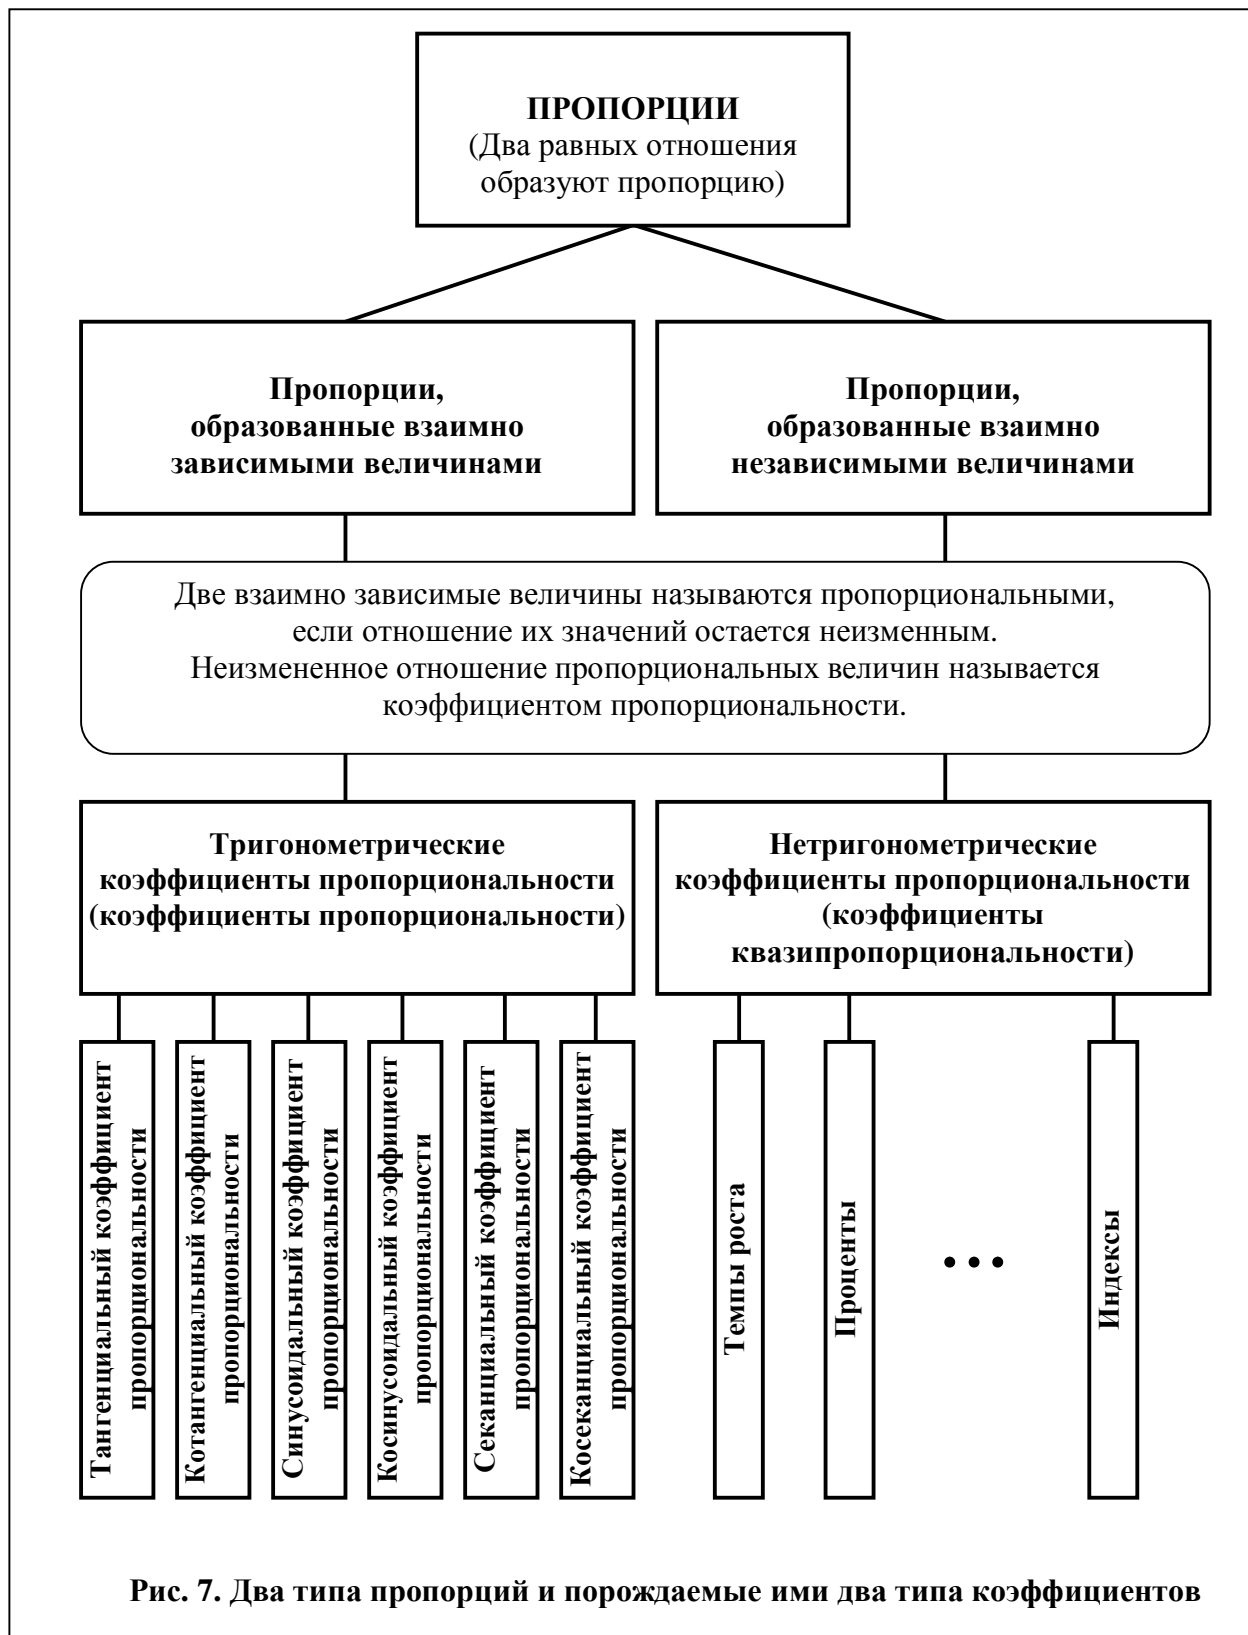 ПРОПОРЦИИ
(Два равных отношения
образуют пропорцию)
Пропорции,
образованные взаимно
зависимыми величинами
Пропорции,
образованные взаимно
независимыми величинами
Две взаимно зависимые величины называются пропорциональными,
если отношение их значений остается неизменным.
Неизмененное отношение пропорциональных величин называется
коэффициентом пропорциональности.
Тригонометрические
коэффициенты пропорциональности
(коэффициенты пропорциональности)
Нетригонометрические
коэффициенты пропорциональности
(коэффициенты
квазипропорциональности)
Тангенциальный коэффициент
пропорциональности
Котангенциальный коэффициент
пропорциональности
Синусоидальный коэффициент
пропорциональности
Косинусоидальный коэффициент
пропорциональности
Секанциальный коэффициент
пропорциональности
Косеканциальный коэффициент
пропорциональности
Темпы роста
Проценты
...
Индексы
Рис. 7. Два типа пропорций и порождаемые ими два типа коэффициентов